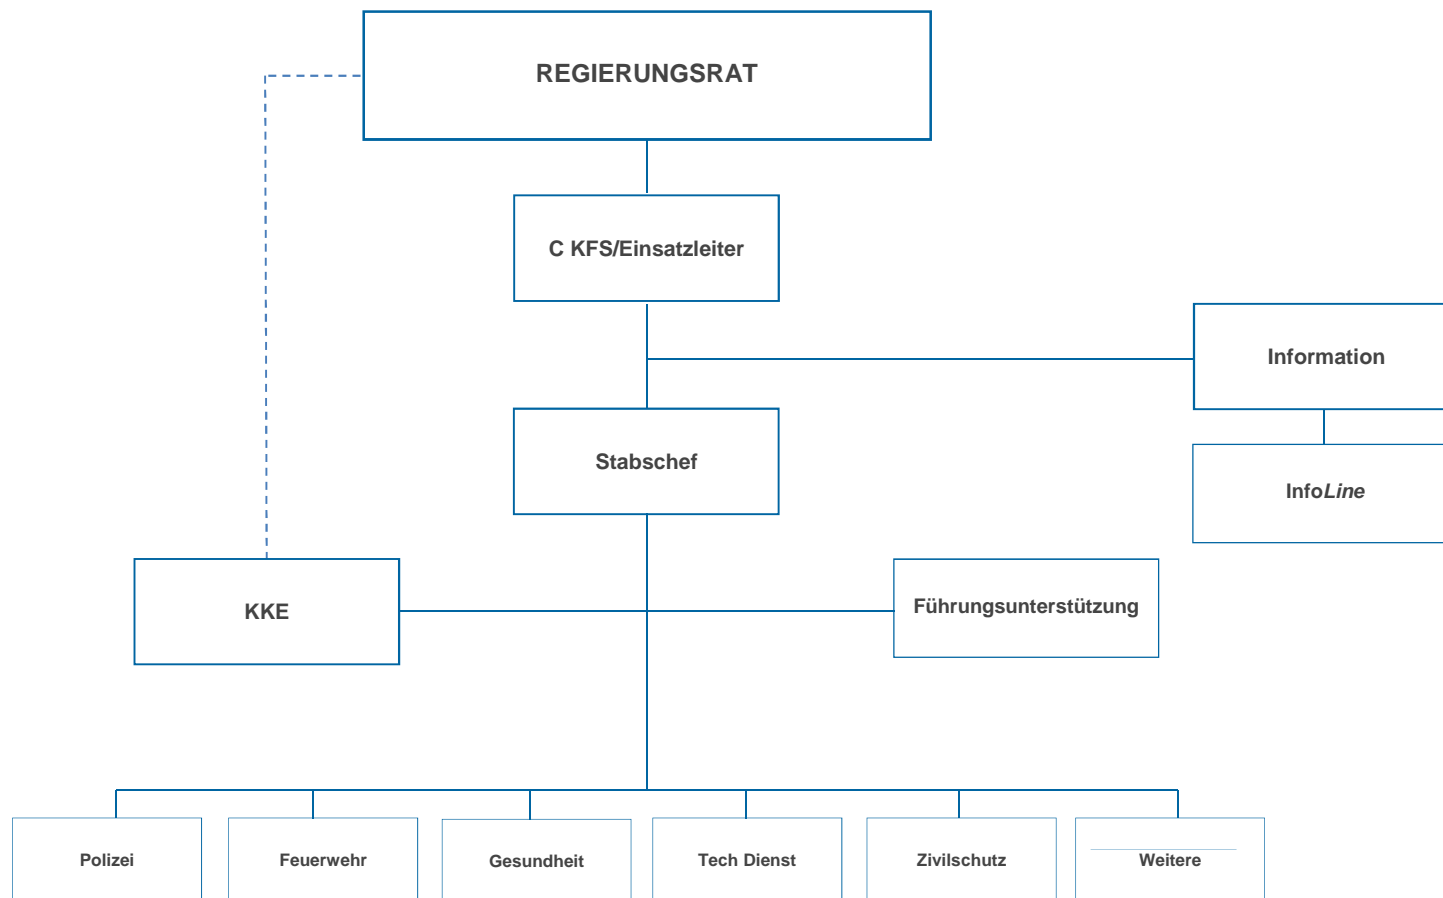 REGIERUNGSRAT
C KFS/Einsatzleiter
Information
Stabschef
InfoLine
KKE
Führungsunterstützung
Polizei
Feuerwehr
Gesundheit
Tech Dienst
Zivilschutz
Weitere